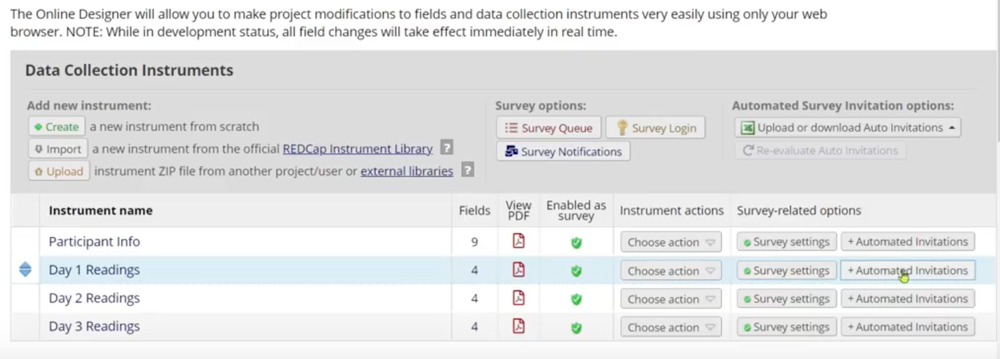 The Online Designer will allow you to make project modifications to fields and data collection instruments very easily using only your web
browser. NOTE: While in development status, all field changes will take effect immediately in real time.
Data Collection Instruments
Add new instrument:
Create a new instrument from scratch
Import a new instrument from the official REDCap Instrument Library ?
Upload instrument ZIP file from another project/user or external libraries ?
Survey options:
Survey Queue Survey Login
Survey Notifications
Automated Survey Invitation options:
Upload or download Auto Invitations
Re-evaluate Auto Invitations
Instrument name Fields View PDF Enabled as survey Instrument actions Survey-related options
Participant Info 9 Choose action Survey settings + Automated Invitations
Day 1 Readings 4 Choose action Survey settings + Automated Invitations
Day 2 Readings 4 Choose action Survey settings + Automated Invitations
Day 3 Readings 4 Choose action Survey settings + Automated Invitations